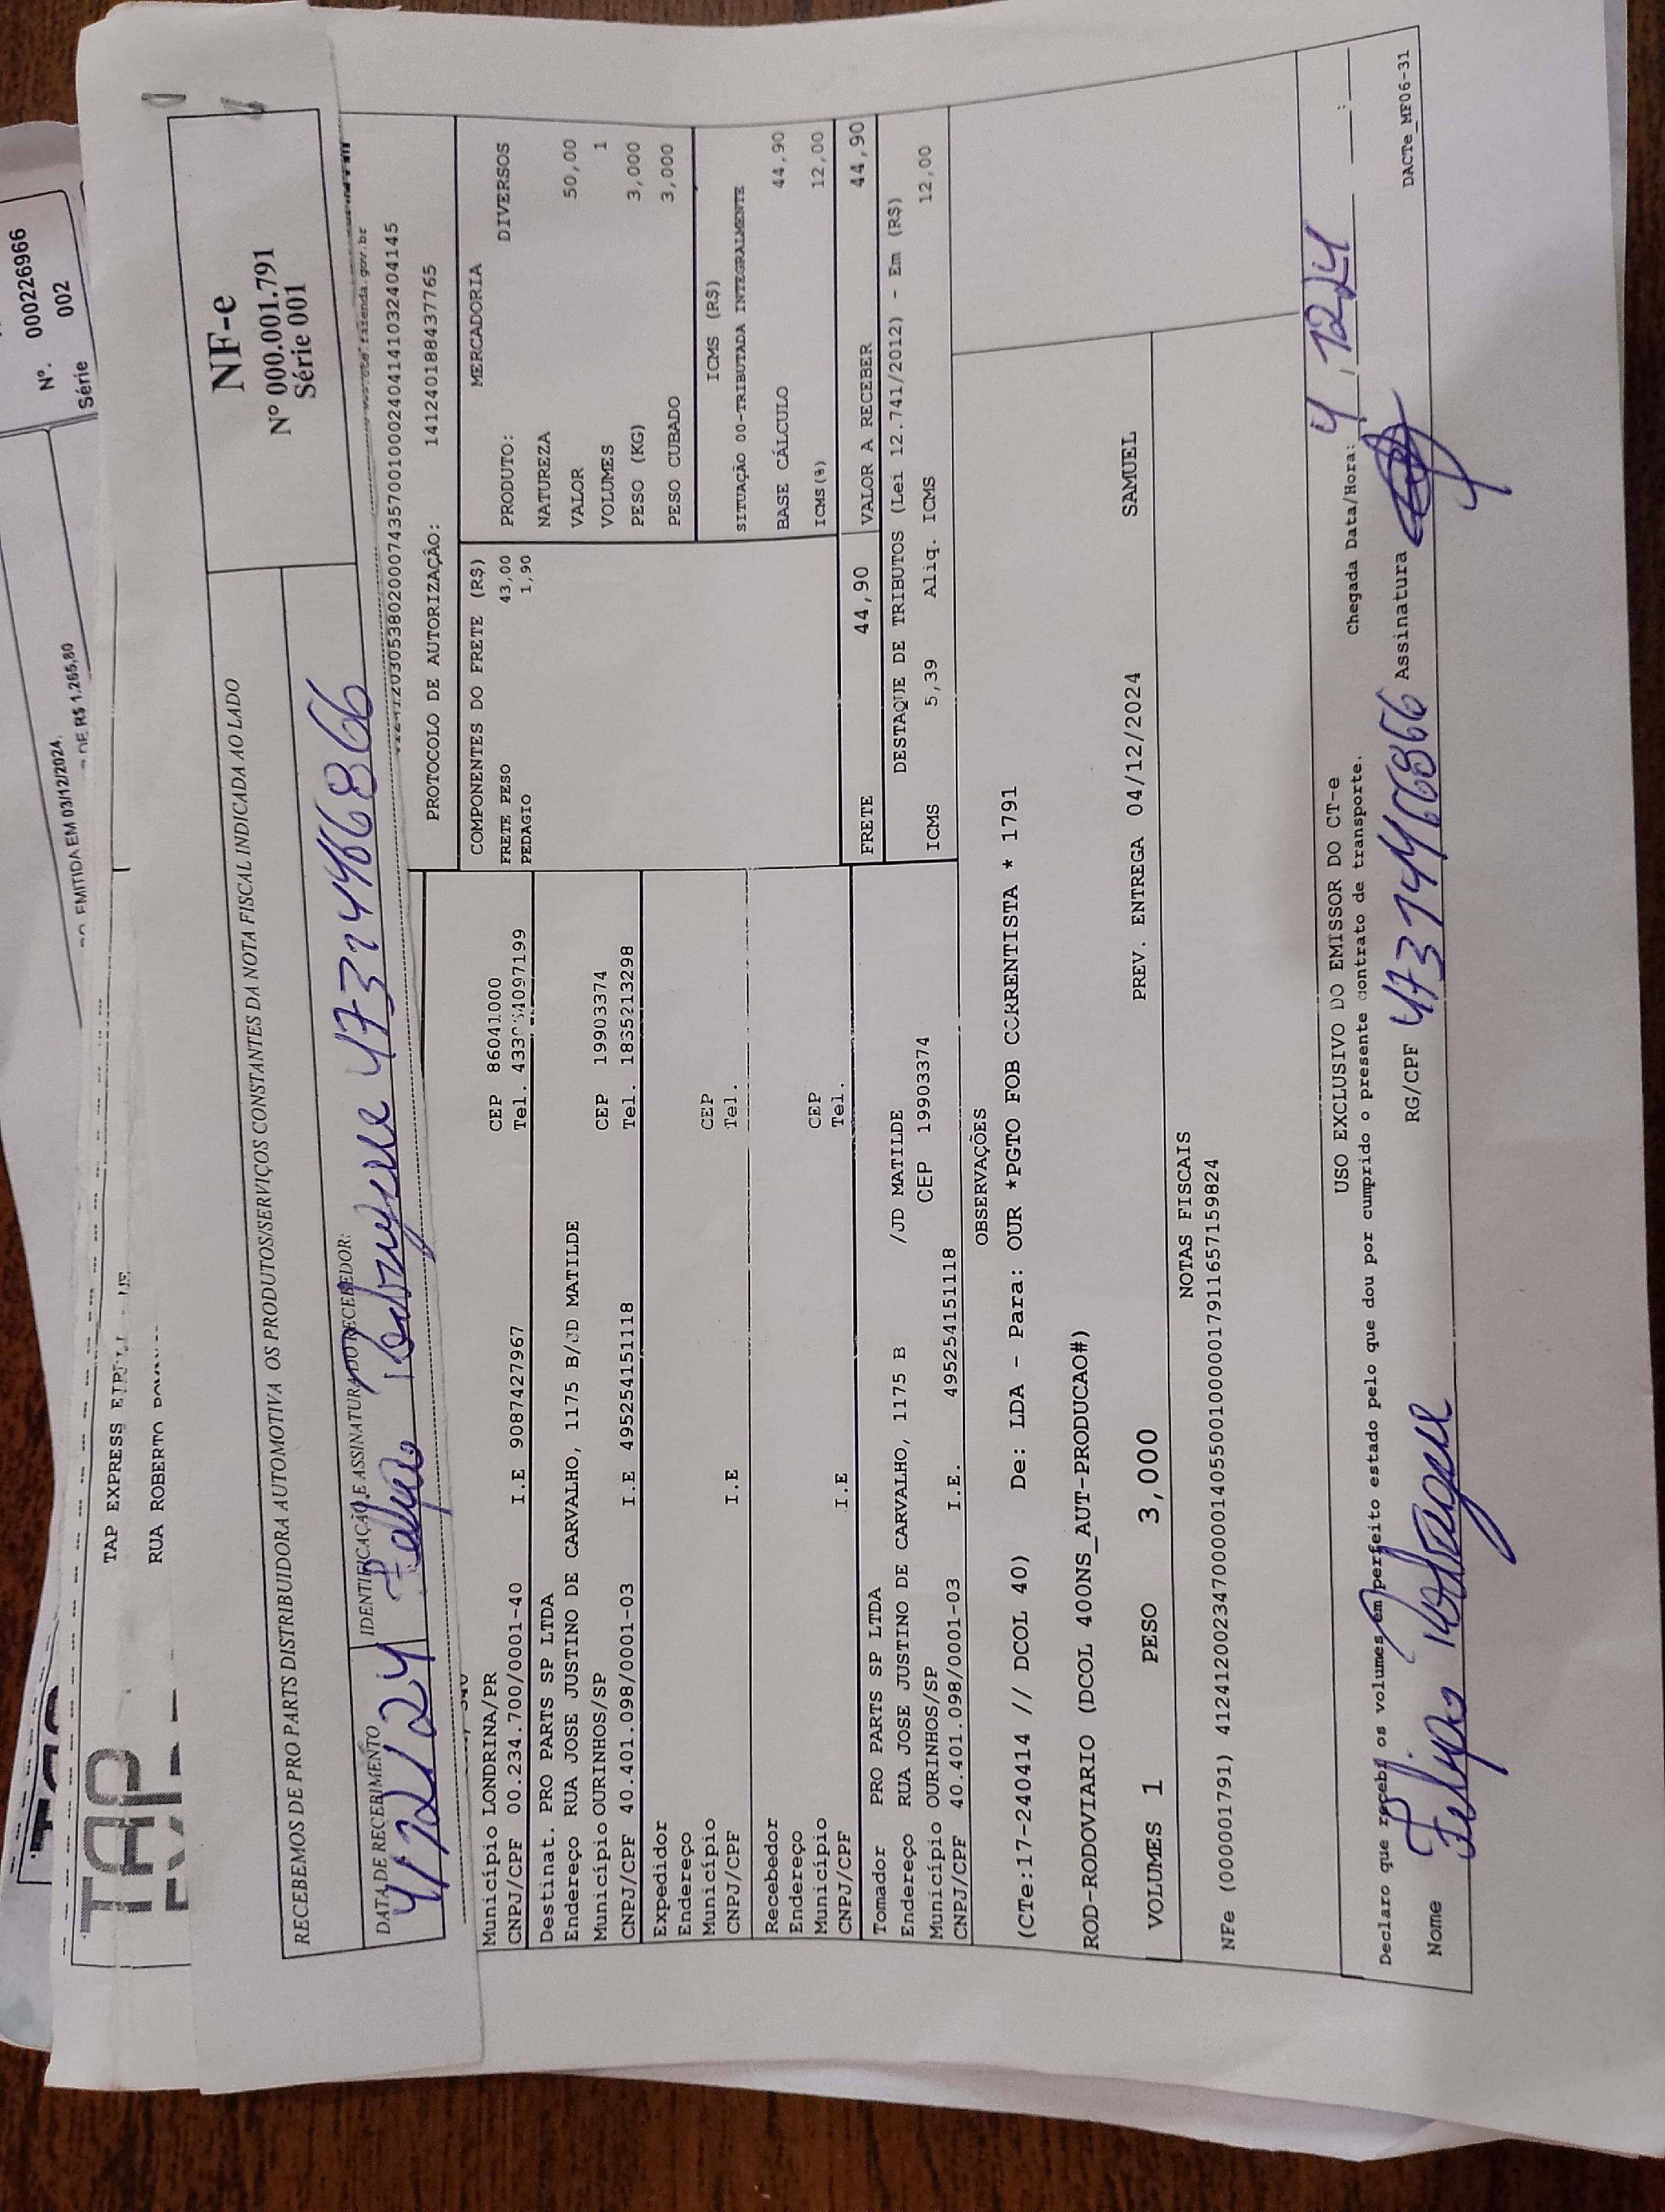 Nº. 000226966
Série 002
EMITIDA EM 03/12/2024,
DE R$ 1.265,80
TAP EXPRESS
RUA ROBERTO
TAP
NF-e
Nº 000.001.791
Série 001
RECEBEMOS DE PRO PARTS DISTRIBUIDORA AUTOMOTIVA OS PRODUTOS/SERVIÇOS CONSTANTES DA NOTA FISCAL INDICADA AO LADO
DATA DE RECEBIMENTO
IDENTIFICAÇÃO E ASSINATURA DO RECEBEDOR:
4/12/24 Felipe Rodrigues 4737446866
PROTOCOLO DE AUTORIZAÇÃO: 141240188437765
Município LONDRINA/PR CEP 86041000
CNPJ/CPF 00.234.700/0001-40 I.E 9087427967 Tel.
Destinat. PRO PARTS SP LTDA
Endereço RUA JOSE JUSTINO DE CARVALHO, 1175 B/JD MATILDE
Município OURINHOS/SP CEP 19903374
CNPJ/CPF 40.401.098/0001-03 I.E 495254151118 Tel. 1835213298
Expedidor
Endereço
Município CEP
CNPJ/CPF I.E Tel.
Recebedor
Endereço
Município CEP
CNPJ/CPF I.E Tel.
Tomador PRO PARTS SP LTDA
Endereço RUA JOSE JUSTINO DE CARVALHO, 1175 B /JD MATILDE
Município OURINHOS/SP CEP 19903374
CNPJ/CPF 40.401.098/0001-03 I.E. 495254151118
COMPONENTES DO FRETE (R$)
FRETE PESO 43,00
PEDAGIO 1,90
MERCADORIA
PRODUTO: DIVERSOS
NATUREZA
VALOR 50,00
VOLUMES 1
PESO (KG) 3,000
PESO CUBADO 3,000
ICMS (R$)
SITUAÇÃO 00-TRIBUTADA INTEGRALMENTE
BASE CÁLCULO 44,90
ICMS(%) 12,00
FRETE 44,90 VALOR A RECEBER 44,90
DESTAQUE DE TRIBUTOS (Lei 12.741/2012) - Em (R$)
ICMS 5,39 Aliq. ICMS 12,00
OBSERVAÇÕES
(CTe:17-240414 // DCOL 40) De: LDA - Para: OUR *PGTO FOB CORRENTISTA * 1791
ROD-RODOVIARIO (DCOL 400NS_AUT-PRODUCAO#)
VOLUMES 1 PESO 3,000 PREV. ENTREGA 04/12/2024 SAMUEL
NOTAS FISCAIS
NFe (000001791) 41241200234700000140550010000017911657159824
USO EXCLUSIVO DO EMISSOR DO CT-e
Chegada Data/Hora: 4, 12 24 :
Declaro que recebi os volumes em perfeito estado pelo que dou por cumprido o presente contrato de transporte.
Nome Felipe Rodrigues RG/CPF 4737446866 Assinatura
DACTe_MF06-31